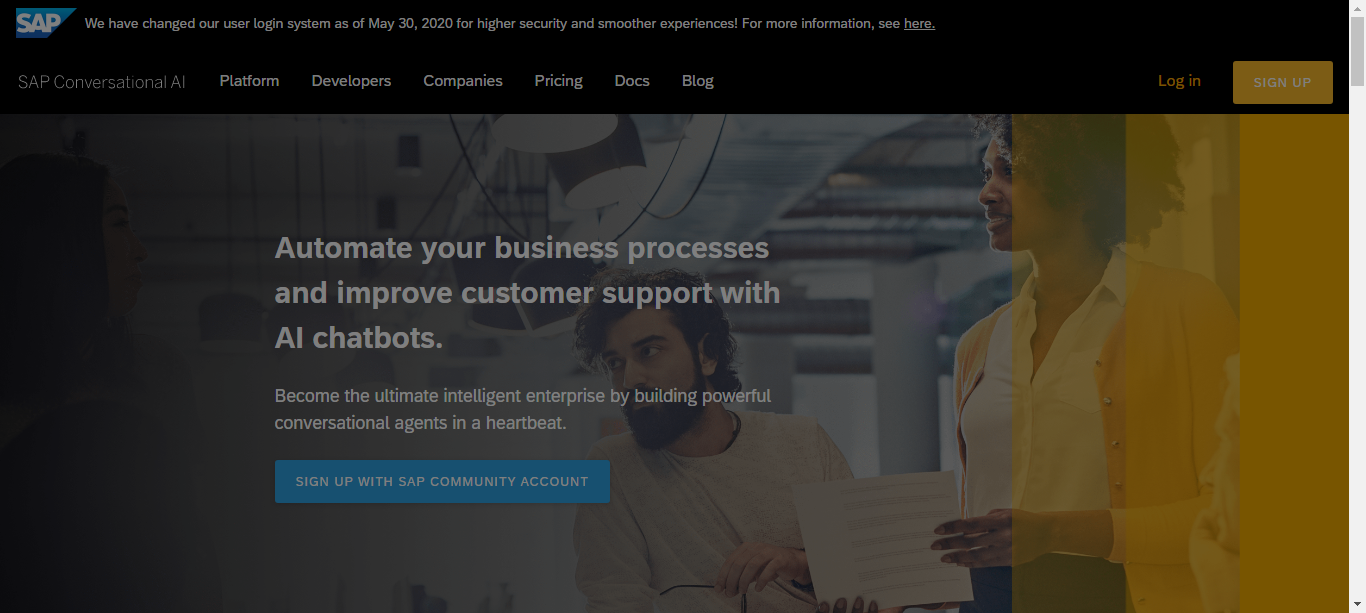 SAP
We have changed our user login system as of May 30, 2020 for higher security and smoother experiences! For more information, see here.
SAP Conversational AI Platform Developers Companies Pricing Docs Blog Log in SIGN UP
Automate your business processes
and improve customer support with
AI chatbots.
Become the ultimate intelligent enterprise by building powerful
conversational agents in a heartbeat.
SIGN UP WITH SAP COMMUNITY ACCOUNT